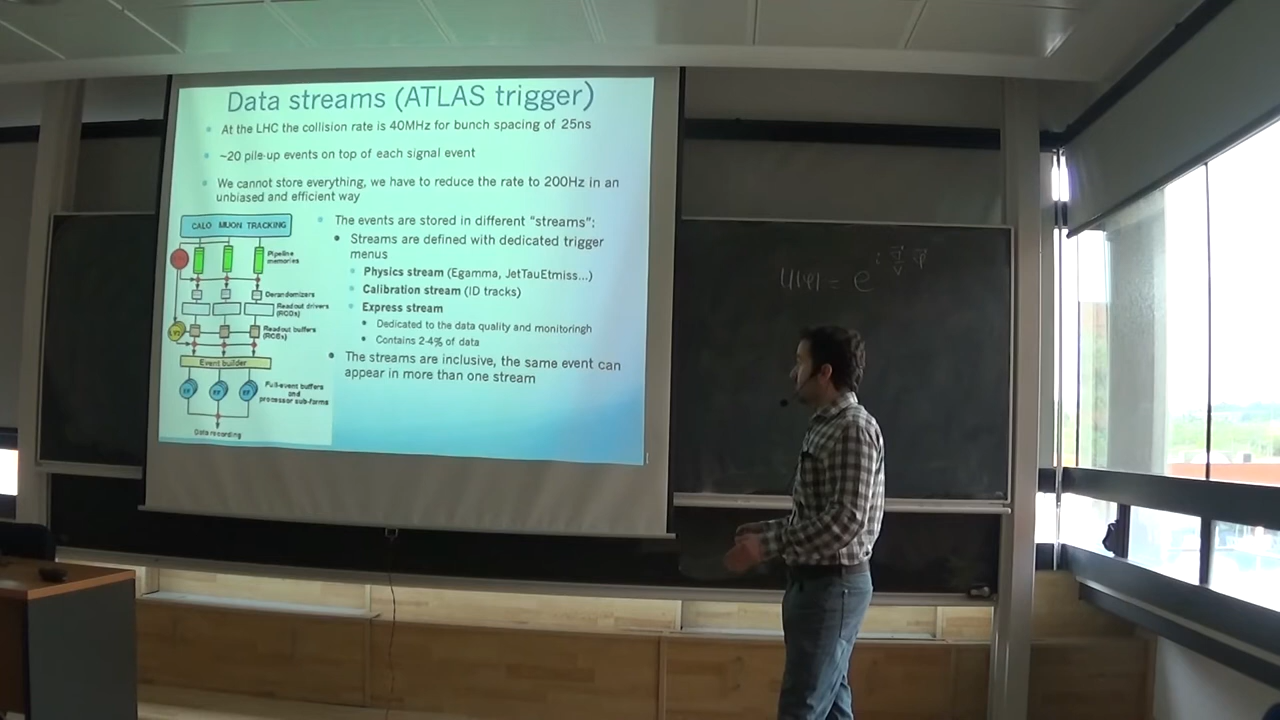 Data streams (ATLAS trigger)
At the LHC the collision rate is 40MHz for bunch spacing of 25ns
~20 pile-up events on top of each signal event
We cannot store everything, we have to reduce the rate to 200Hz in an
unbiased and efficient way
CALO MUON TRACKING
Pipeline
memories
Derandomizers
Readout drivers
(RODs)
Readout buffers
(ROBs)
Event builder
EF EF EF
Full-event buffers
and
processor sub-farms
Data recording
The events are stored in different "streams":
Streams are defined with dedicated trigger
menus
Physics stream (Egamma, JetTauEtmiss...)
Calibration stream (ID tracks)
Express stream
Dedicated to the data quality and monitoringh
Contains 2-4% of data
The streams are inclusive, the same event can
appear in more than one stream
= e